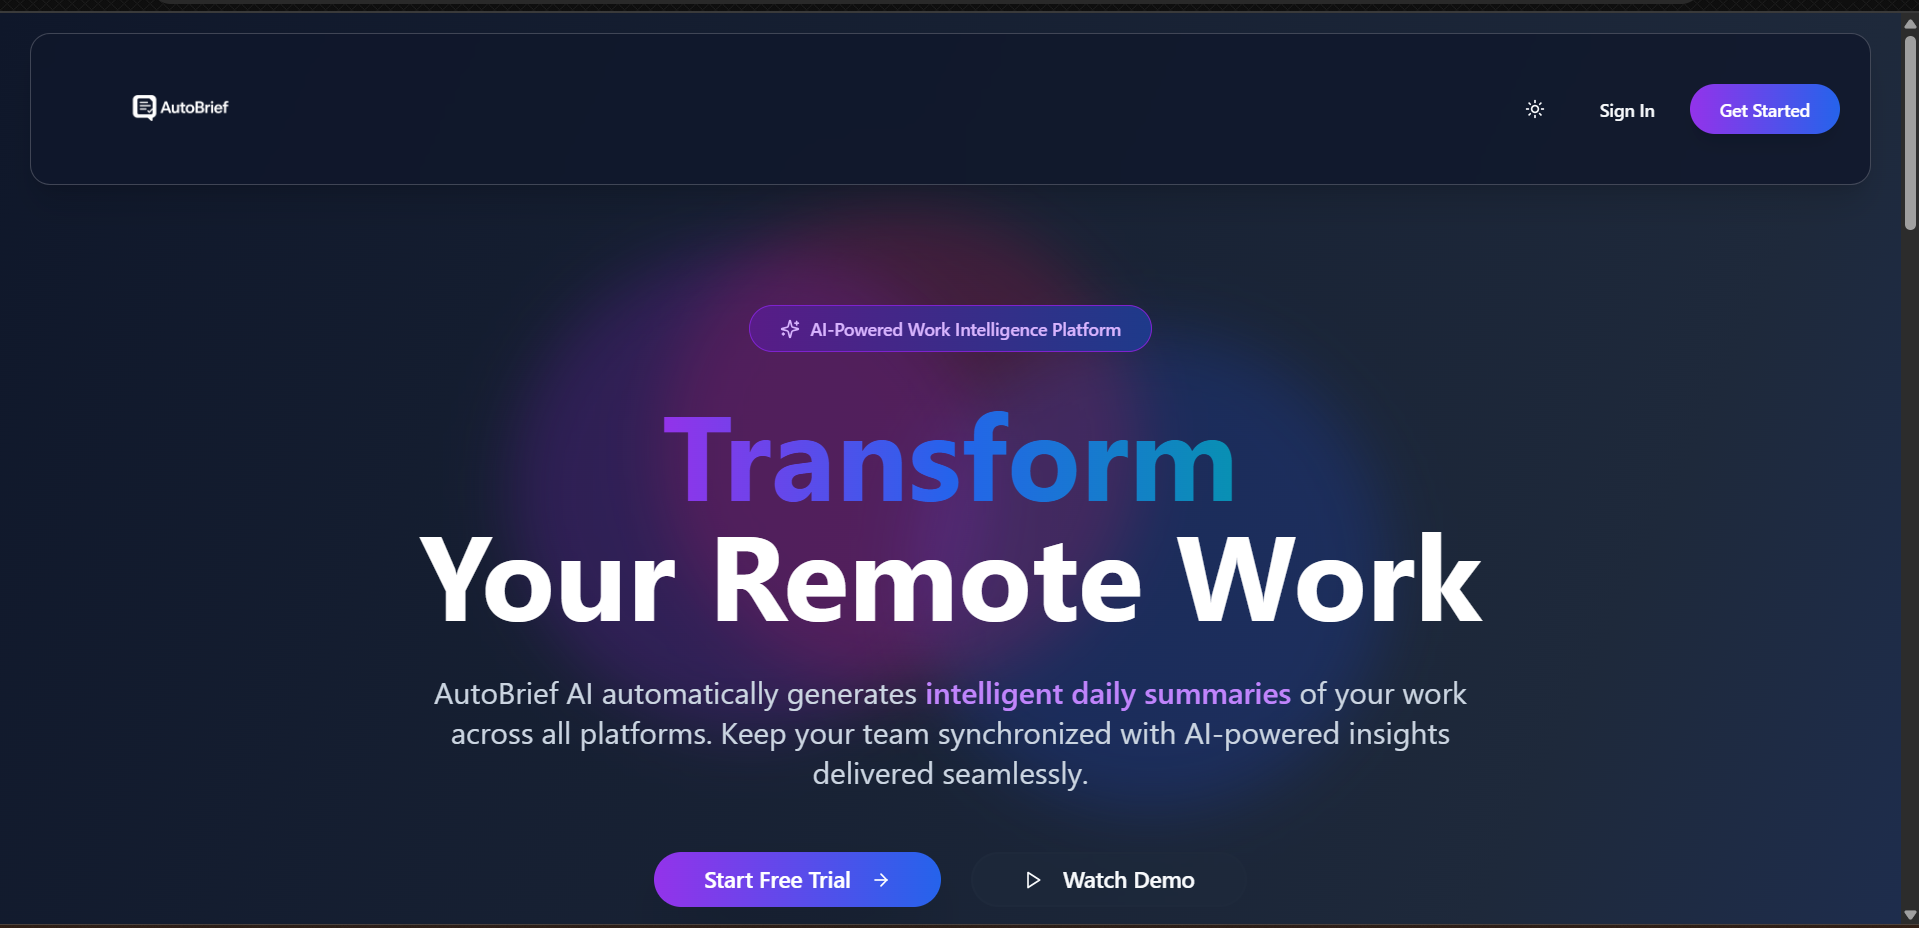 AutoBrief
Sign In
Get Started
AI-Powered Work Intelligence Platform
Transform
Your Remote Work
AutoBrief AI automatically generates intelligent daily summaries of your work
across all platforms. Keep your team synchronized with AI-powered insights
delivered seamlessly.
Start Free Trial
Watch Demo